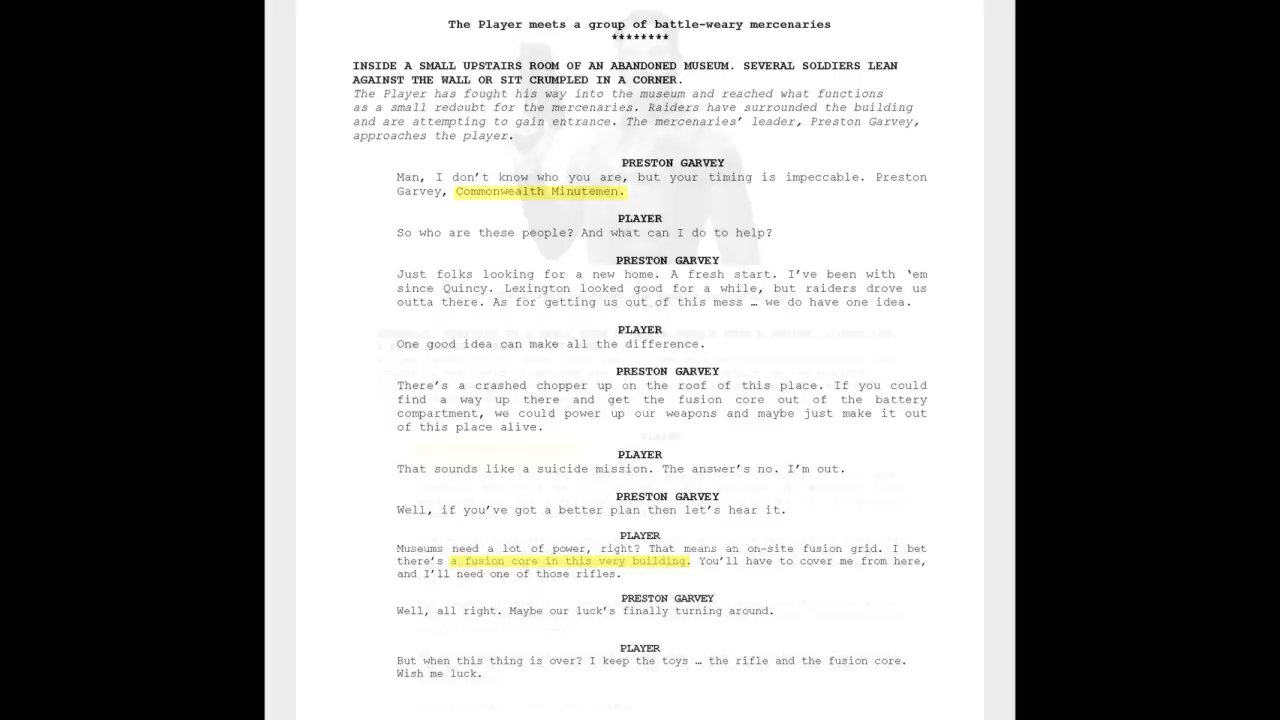 The Player meets a group of battle-weary mercenaries
********
INSIDE A SMALL UPSTAIRS ROOM OF AN ABANDONED MUSEUM. SEVERAL SOLDIERS LEAN
AGAINST THE WALL OR SIT CRUMPLED IN A CORNER.
The Player has fought his way into the museum and reached what functions
as a small redoubt for the mercenaries. Raiders have surrounded the building
and are attempting to gain entrance. The mercenaries’ leader, Preston Garvey,
approaches the player.
PRESTON GARVEY
Man, I don’t know who you are, but your timing is impeccable. Preston
Garvey, Commonwealth Minutemen.
PLAYER
So who are these people? And what can I do to help?
PRESTON GARVEY
Just folks looking for a new home. A fresh start. I’ve been with ‘em
since Quincy. Lexington looked good for a while, but raiders drove us
outta there. As for getting us out of this mess … we do have one idea.
PLAYER
One good idea can make all the difference.
PRESTON GARVEY
There’s a crashed chopper up on the roof of this place. If you could
find a way up there and get the fusion core out of the battery
compartment, we could power up our weapons and maybe just make it out
of this place alive.
PLAYER
That sounds like a suicide mission. The answer’s no. I’m out.
PRESTON GARVEY
Well, if you’ve got a better plan then let’s hear it.
PLAYER
Museums need a lot of power, right? That means an on-site fusion grid. I bet
there’s a fusion core in this very building. You’ll have to cover me from here,
and I’ll need one of those rifles.
PRESTON GARVEY
Well, all right. Maybe our luck’s finally turning around.
PLAYER
But when this thing is over? I keep the toys … the rifle and the fusion core.
Wish me luck.